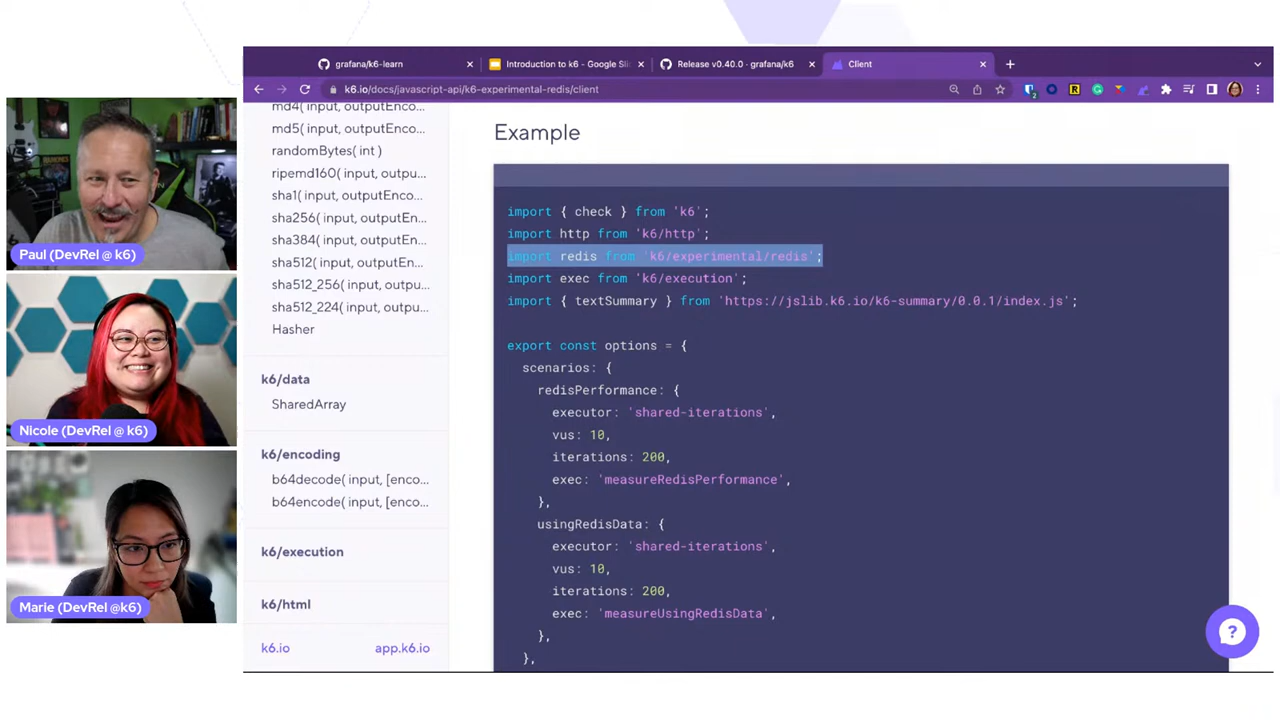 grafana/k6-learn
Introduction to k6 - Google Sli
Release v0.40.0 · grafana/k6
Client
k6.io/docs/javascript-api/k6-experimental-redis/client
Paul (DevRel @ k6)
Nicole (DevRel @ k6)
Marie (DevRel @k6)
md4( input, outputEnco...
md5( input, outputEnco...
randomBytes( int )
ripemd160( input, outpu...
sha1( input, outputEnco...
sha256( input, outputEn...
sha384( input, outputEn...
sha512( input, outputEn...
sha512_256( input, outp...
sha512_224( input, outp...
Hasher
k6/data
SharedArray
k6/encoding
b64decode( input, [enco...
b64encode( input, [enco...
k6/execution
k6/html
k6.io
app.k6.io
Example
import { check } from 'k6';
import http from 'k6/http';
import redis from 'k6/experimental/redis';
import exec from 'k6/execution';
import { textSummary } from 'https://jslib.k6.io/k6-summary/0.0.1/index.js';
export const options = {
scenarios: {
redisPerformance: {
executor: 'shared-iterations',
vus: 10,
iterations: 200,
exec: 'measureRedisPerformance',
},
usingRedisData: {
executor: 'shared-iterations',
vus: 10,
iterations: 200,
exec: 'measureUsingRedisData',
},
},
?